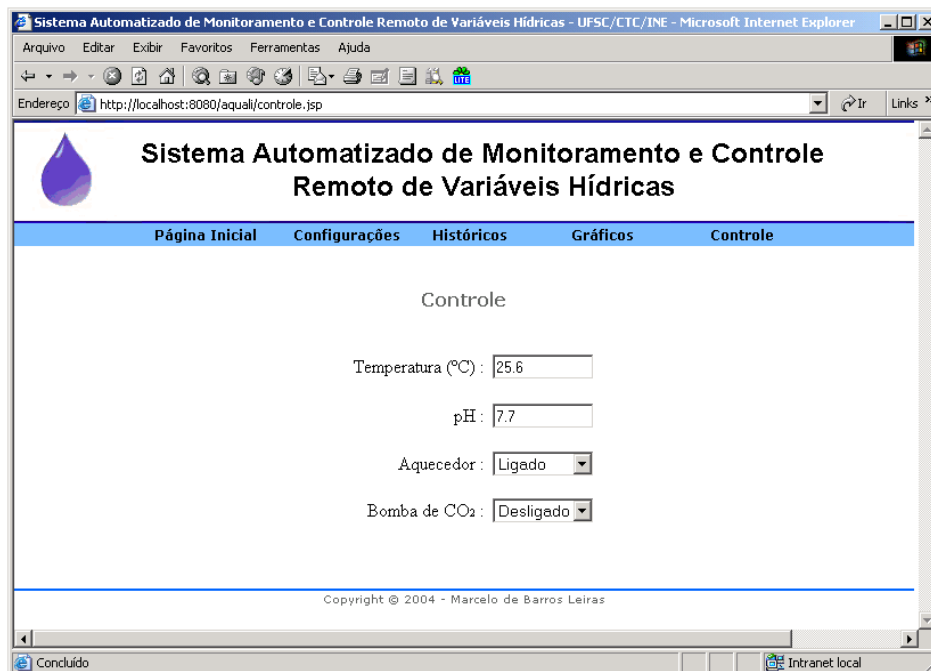 Sistema Automatizado de Monitoramento e Controle Remoto de Variáveis Hídricas - UFSC/CTC/INE - Microsoft Internet Explorer
Arquivo Editar Exibir Favoritos Ferramentas Ajuda
LITE
Endereço http://localhost:8080/aquali/controle.jsp Ir Links »
Sistema Automatizado de Monitoramento e Controle
Remoto de Variáveis Hídricas
Página Inicial Configurações Históricos Gráficos Controle
Controle
Temperatura (ºC) : 25.6
pH : 7.7
Aquecedor : Ligado
Bomba de CO₂ : Desligado
Copyright © 2004 - Marcelo de Barros Leiras
Concluído Intranet local